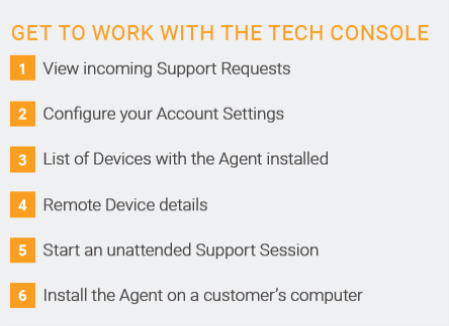 GET TO WORK WITH THE TECH CONSOLE
1 View incoming Support Requests
2 Configure your Account Settings
3 List of Devices with the Agent installed
4 Remote Device details
5 Start an unattended Support Session
6 Install the Agent on a customer's computer